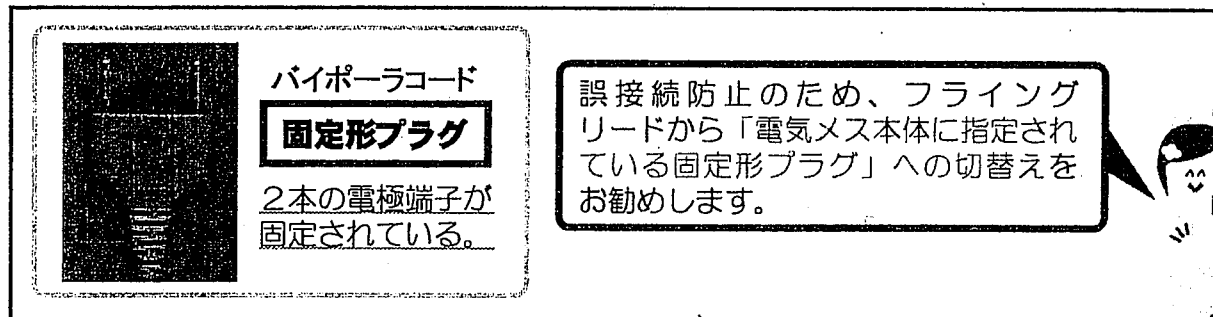 バイポーラコード
固定形プラグ
2本の電極端子が
固定されている。
誤接続防止のため、フライング
リードから「電気メス本体に指定され
ている固定形プラグ」への切替えを
お勧めします。